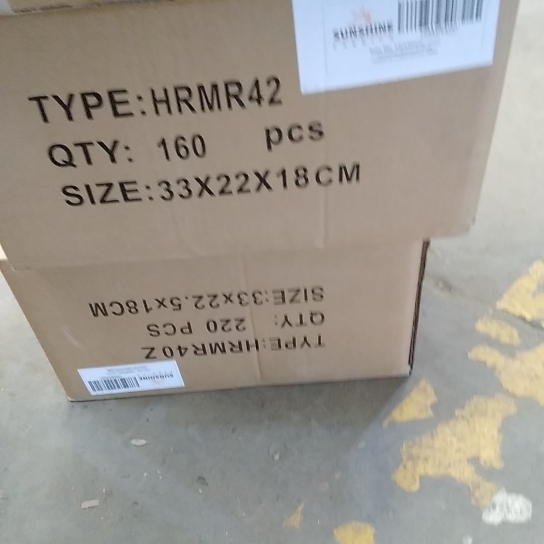 SUNSHINE
TYPE:HRMR42
QTY: 160 pcs
SIZE:33X22X18CM
TYPE:HRMR40Z
QTY: 220 PCS
SIZE:33x22.5x18CM
SUNSHINE